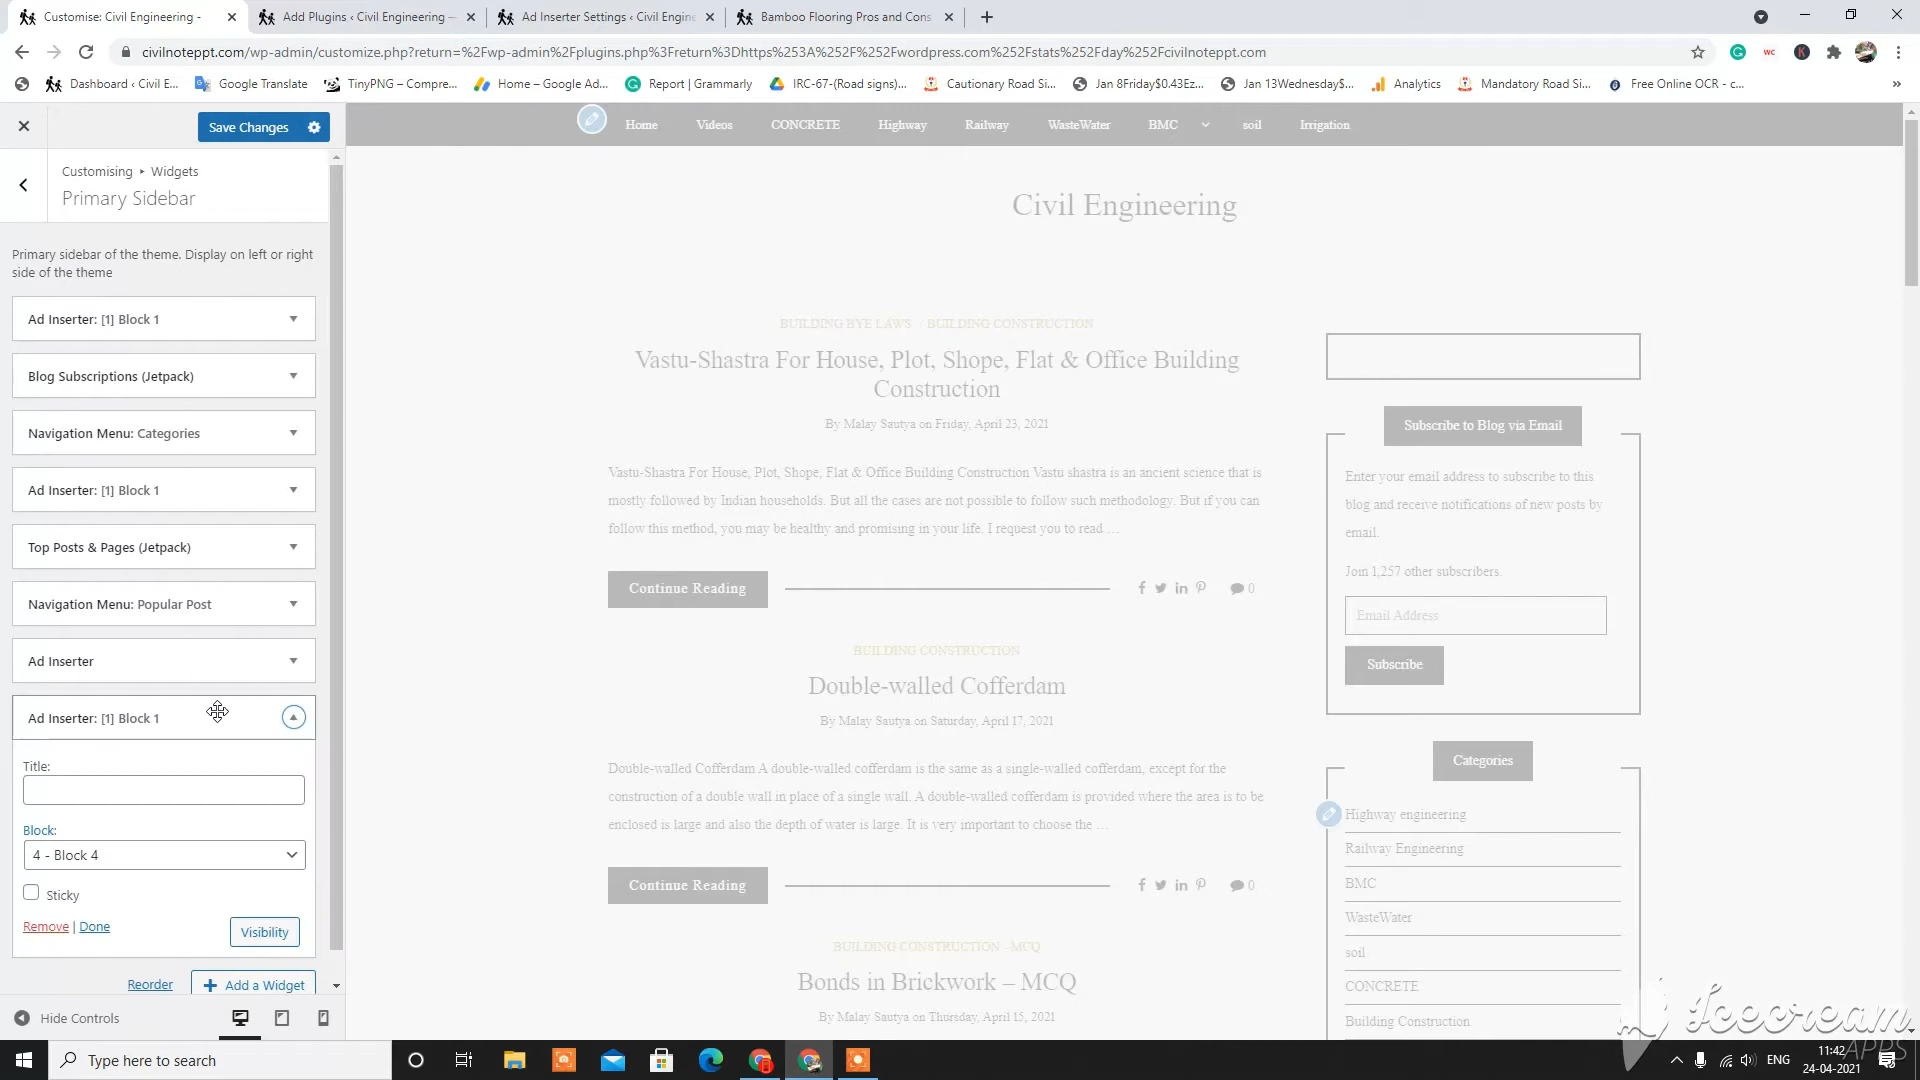 Customise: Civil Engineering -
Add Plugins ‹ Civil Engineering —
Ad Inserter Settings ‹ Civil Engine
Bamboo Flooring Pros and Cons
civilnoteppt.com/wp-admin/customize.php?return=%2Fwp-admin%2Fplugins.php%3Freturn%3Dhttps%253A%252F%252Fwordpress.com%252Fstats%252Fday%252Fcivilnoteppt.com
Dashboard ‹ Civil E...
Google Translate
TinyPNG – Compre...
Home – Google Ad...
Report | Grammarly
IRC-67-(Road signs)...
Cautionary Road Si...
Jan 8Friday$0.43Ez...
Jan 13Wednesday$...
Analytics
Mandatory Road Si...
Free Online OCR - c...
Save Changes
Customising ▸ Widgets
Primary Sidebar
Primary sidebar of the theme. Display on left or right
side of the theme
Ad Inserter: [1] Block 1
Blog Subscriptions (Jetpack)
Navigation Menu: Categories
Ad Inserter: [1] Block 1
Top Posts & Pages (Jetpack)
Navigation Menu: Popular Post
Ad Inserter
Ad Inserter: [1] Block 1
Title:
Block:
4 - Block 4
Sticky
Remove | Done
Visibility
Reorder
Add a Widget
Hide Controls
Home
Videos
CONCRETE
Highway
Railway
WasteWater
BMC
soil
Irrigation
Civil Engineering
BUILDING BYE LAWS / BUILDING CONSTRUCTION
Vastu-Shastra For House, Plot, Shope, Flat & Office Building
Construction
By Malay Sautya on Friday, April 23, 2021
Vastu-Shastra For House, Plot, Shope, Flat & Office Building Construction Vastu shastra is an ancient science that is
mostly followed by Indian households. But all the cases are not possible to follow such methodology. But if you can
follow this method, you may be healthy and promising in your life. I request you to read …
Continue Reading
0
BUILDING CONSTRUCTION
Double-walled Cofferdam
By Malay Sautya on Saturday, April 17, 2021
Double-walled Cofferdam A double-walled cofferdam is the same as a single-walled cofferdam, except for the
construction of a double wall in place of a single wall. A double-walled cofferdam is provided where the area is to be
enclosed is large and also the depth of water is large. It is very important to choose the …
Continue Reading
0
BUILDING CONSTRUCTION -MCQ
Bonds in Brickwork – MCQ
By Malay Sautya on Thursday, April 15, 2021
Subscribe to Blog via Email
Enter your email address to subscribe to this
blog and receive notifications of new posts by
email.
Join 1,257 other subscribers.
Email Address
Subscribe
Categories
Highway engineering
Railway Engineering
BMC
WasteWater
soil
CONCRETE
Building Construction
Icecream
APPS
Type here to search
ENG
11:42
24-04-2021